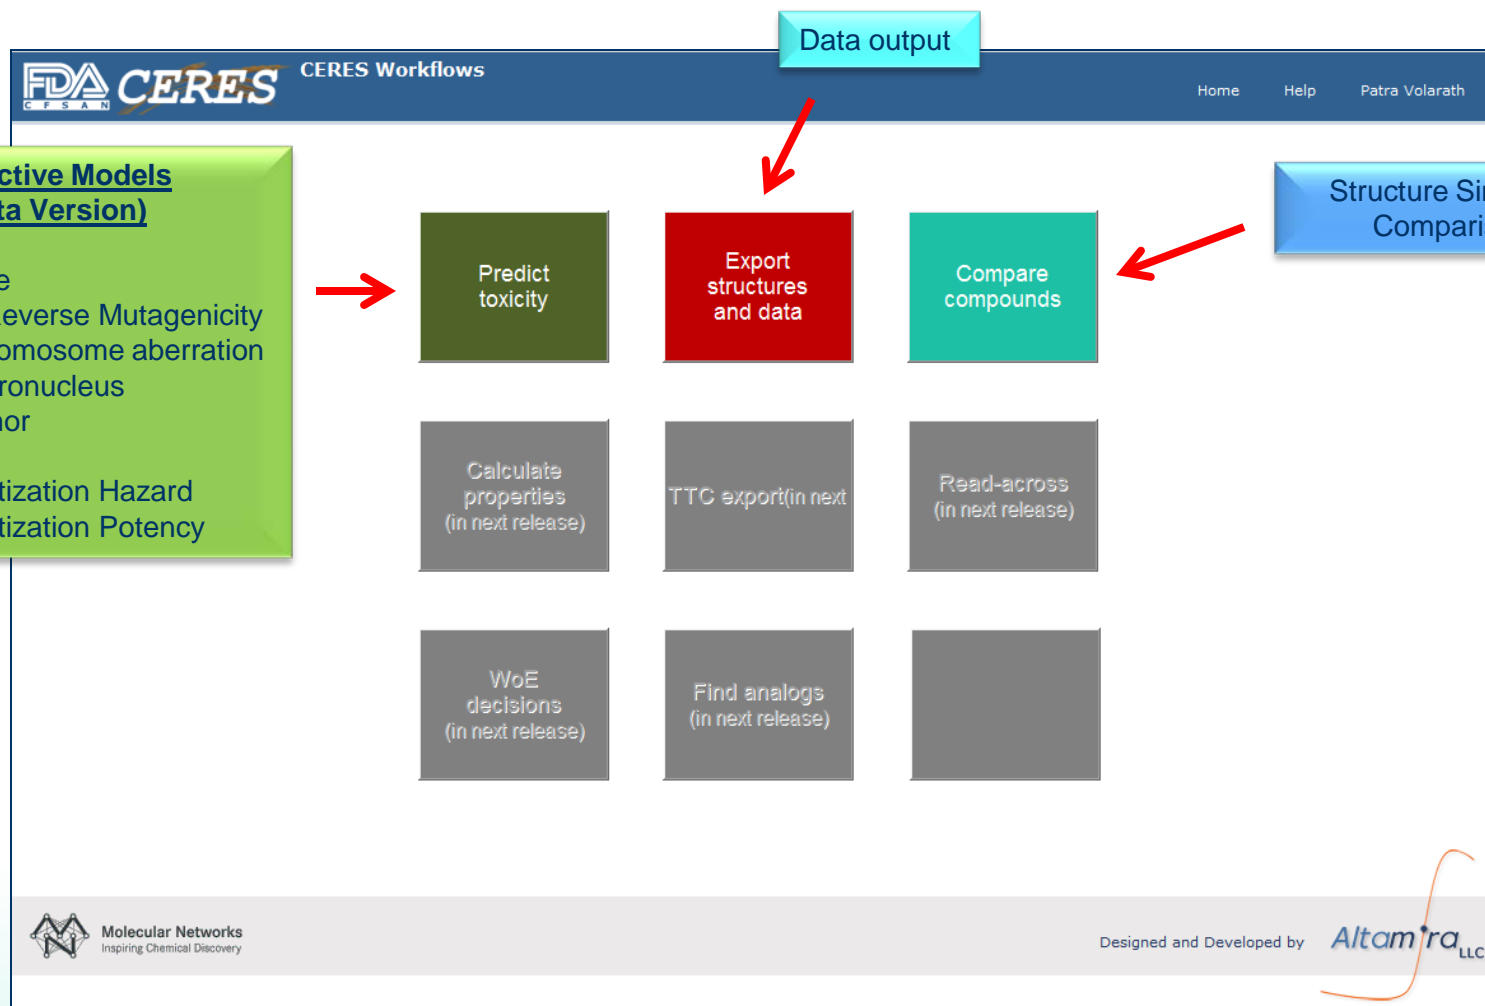 Data output
FDA
CFSAN
CERES
CERES Workflows
Home Help Patra Volarath
ctive Models
ta Version)
e
everse Mutagenicity
omosome aberration
ronucleus
nor
tization Hazard
tization Potency
Structure Si
Compari
Predict
toxicity
Export
structures
and data
Compare
compounds
Calculate
properties
(in next release)
TTC export(in next
Read-across
(in next release)
WoE
decisions
(in next release)
Find analogs
(in next release)
Molecular Networks
Inspiring Chemical Discovery
Designed and Developed by Altamira LLC